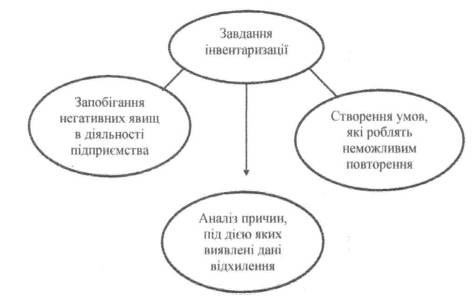 Завдання
інвентаризації
Запобігання
негативних явищ
в діяльності
підприємства
Створення умов,
які роблять
неможливим
повторення
Аналіз причин,
під дією яких
виявлені дані
відхилення